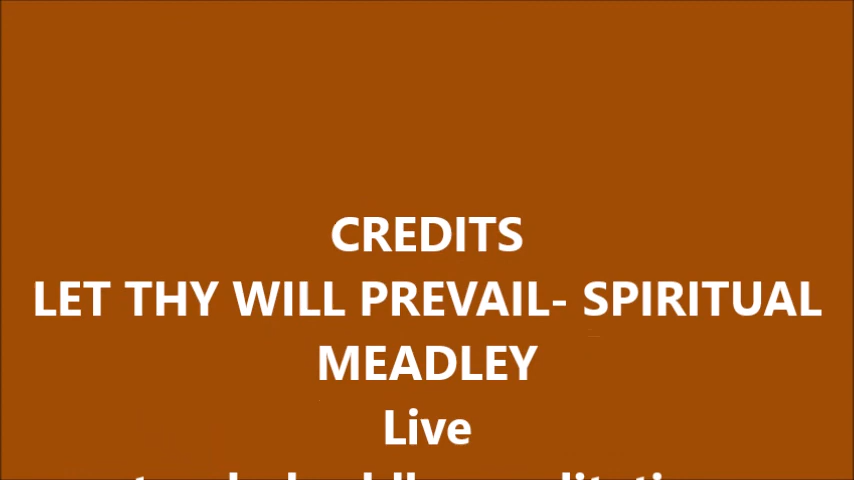 CREDITS
LET THY WILL PREVAIL- SPIRITUAL
MEADLEY
Live